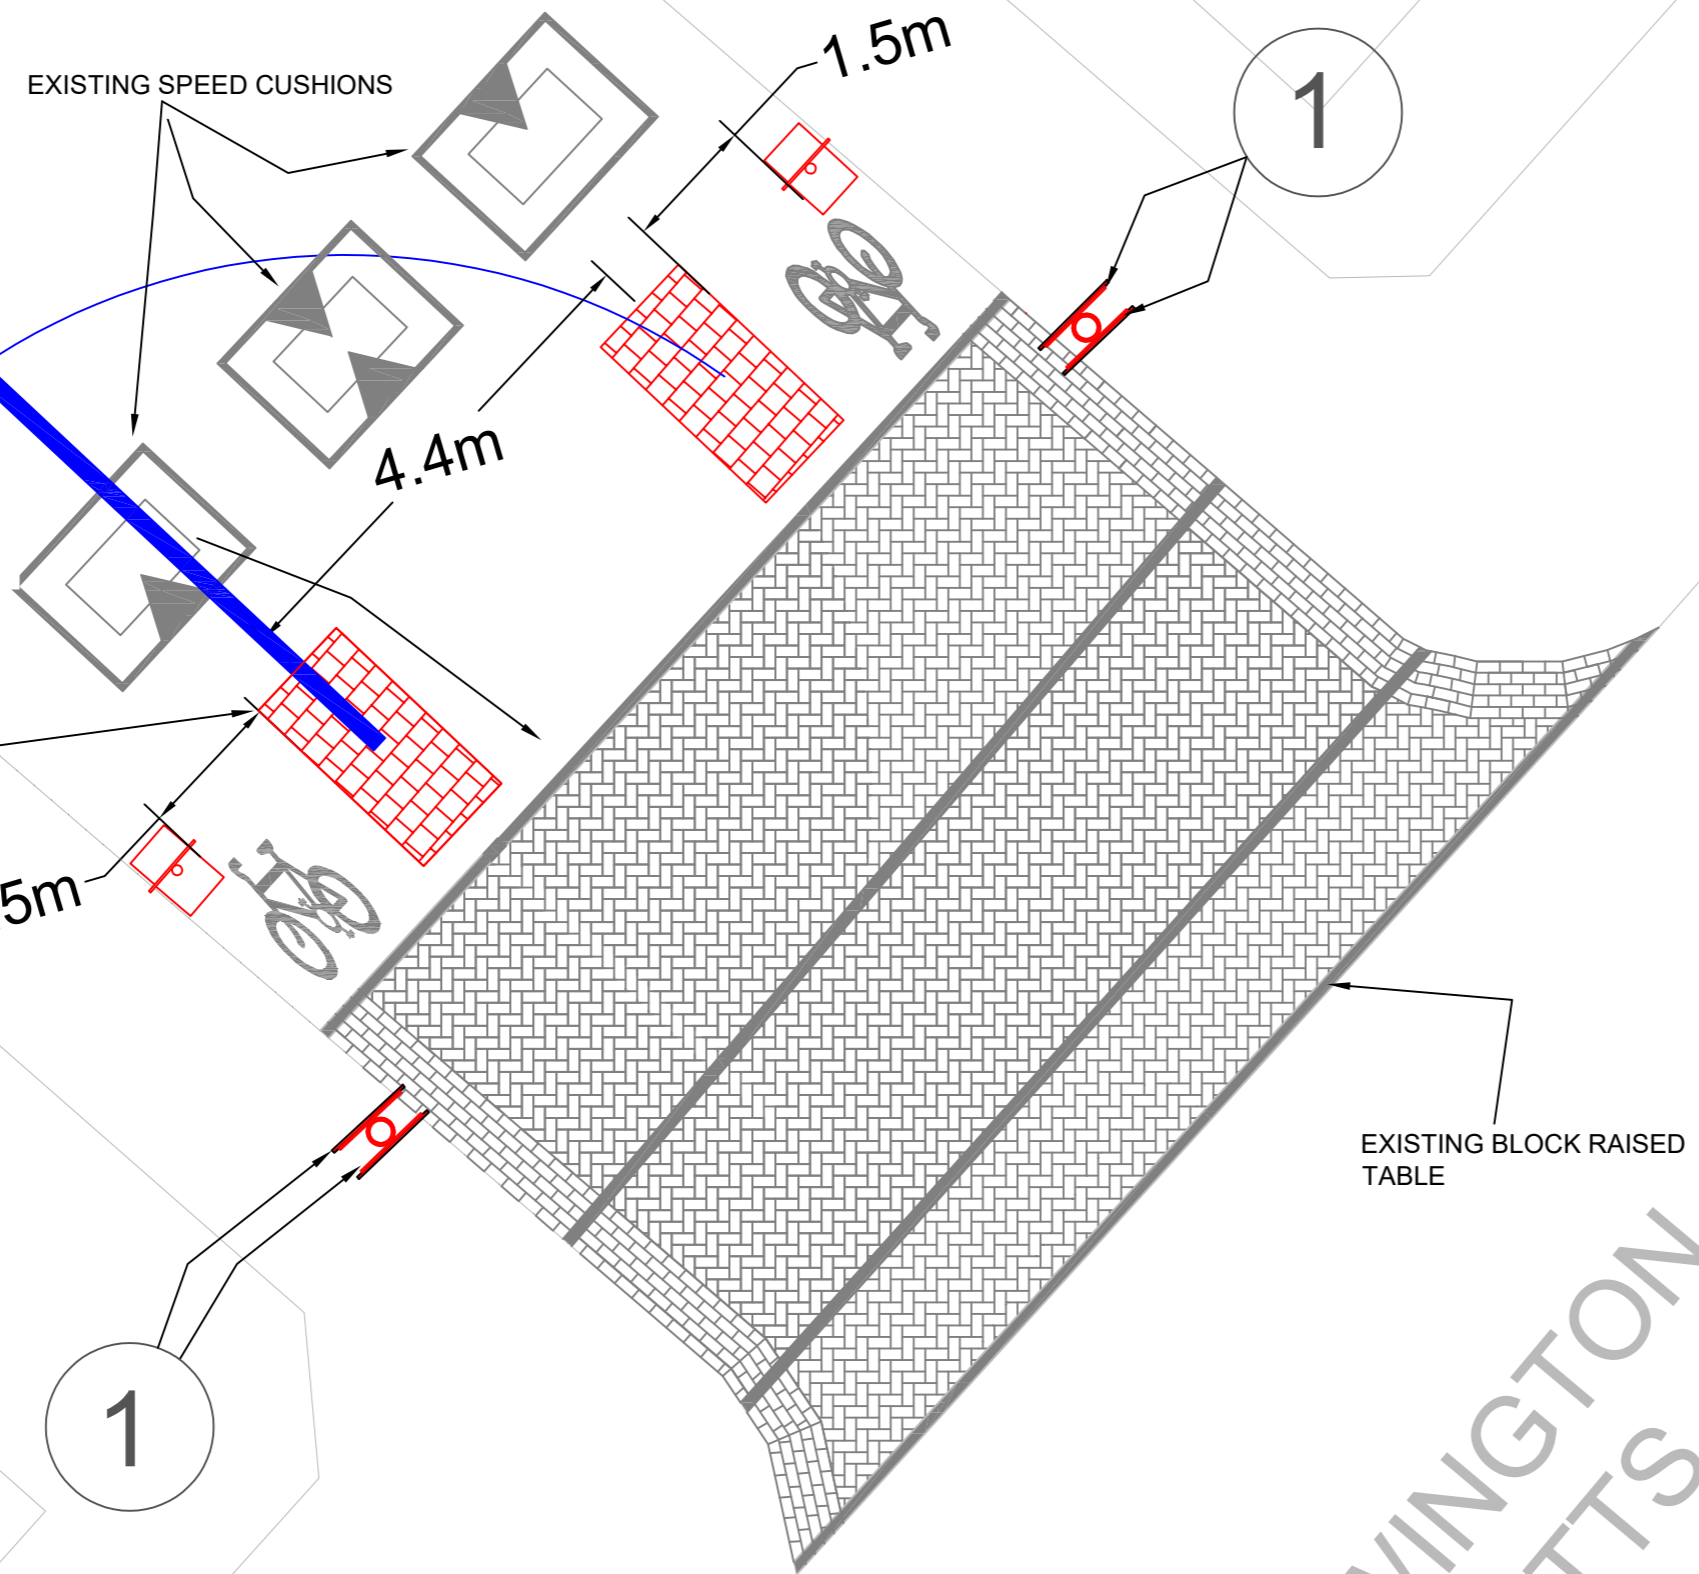 1.5m
EXISTING SPEED CUSHIONS
1
4.4m
5m
EXISTING BLOCK RAISED
TABLE
1